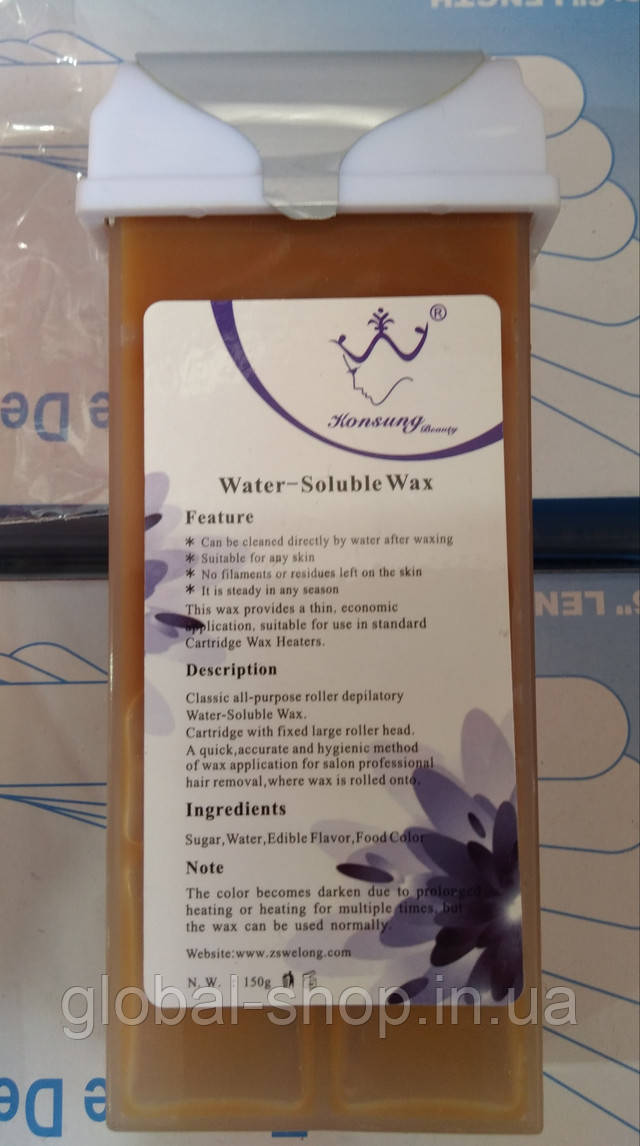 LENGTH
®
Konsung
Beauty
Water-Soluble Wax
Feature
* Can be cleaned directly by water after waxing
* Suitable for any skin
* No filaments or residues left on the skin
* It is steady in any season
This wax provides a thin, economic
application, suitable for use in standard
Cartridge Wax Heaters.
Description
Classic all-purpose roller depilatory
Water-Soluble Wax.
Cartridge with fixed large roller head.
A quick,accurate and hygienic method
of wax application for salon professional
hair removal,where wax is rolled onto.
Ingredients
Sugar,Water,Edible Flavor,Food Color
Note
The color becomes darken due to prolonged
heating or heating for multiple times, but
the wax can be used normally.
Website:www.zswelong.com
N. W. : 150g
global-shop.in.ua
e De
LEN
e De